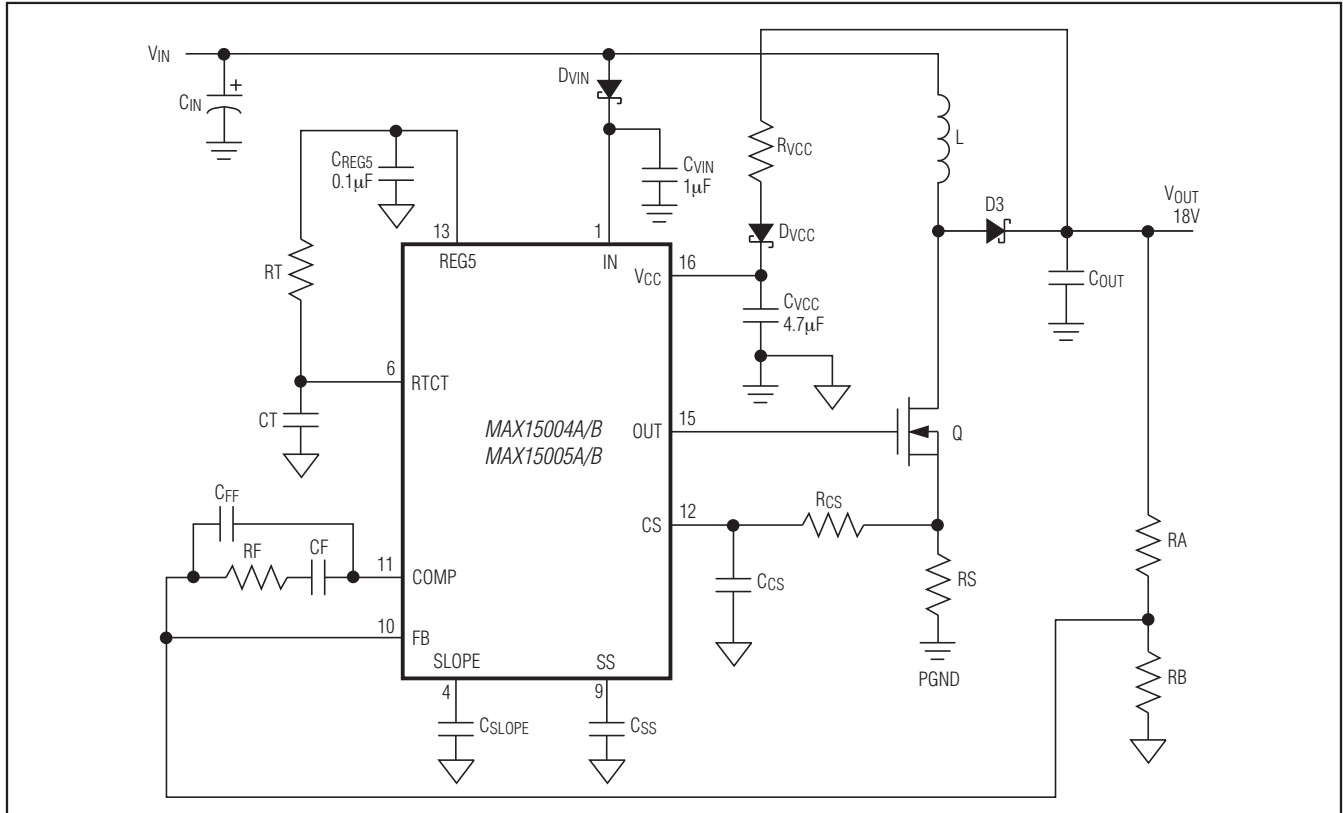 VIN
CIN
+
DVIN
RVCC
L
CREG5
0.1μF
CVIN
1μF
VOUT
18V
D3
13
1
DVCC
RT
REG5
IN
VCC
16
COUT
CVCC
4.7μF
6
RTCT
CT
MAX15004A/B
MAX15005A/B
OUT
15
Q
CFF
RCS
CS
12
RA
RF
CF
11
COMP
CCS
RS
10
FB
SLOPE
SS
PGND
RB
4
9
CSLOPE
CSS